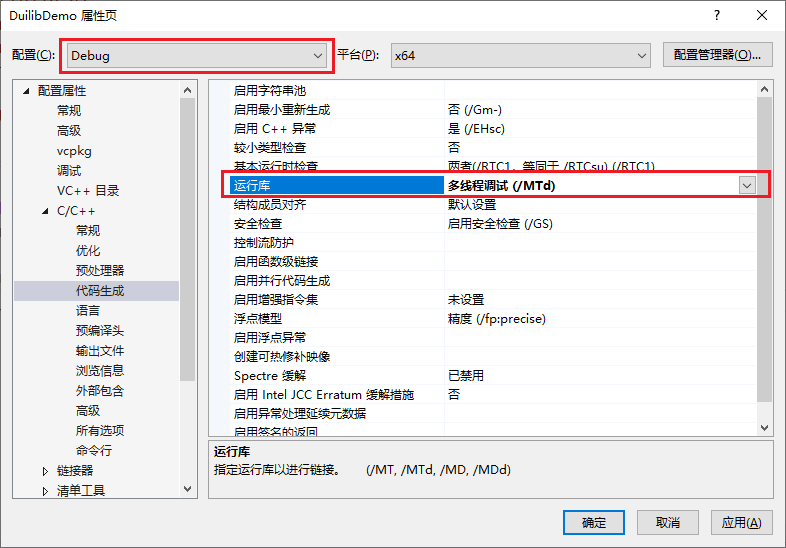 DuilibDemo 属性页
配置(C): Debug 平台(P): x64 配置管理器(O)...
配置属性
常规
高级
vcpkg
调试
VC++ 目录
C/C++
常规
优化
预处理器
代码生成
语言
预编译头
输出文件
浏览信息
外部包含
高级
所有选项
命令行
链接器
清单工具
启用字符串池
启用最小重新生成 否 (/Gm-)
启用 C++ 异常 是 (/EHsc)
较小类型检查 否
基本运行时检查 两者(/RTC1，等同于 /RTCsu) (/RTC1)
运行库 多线程调试 (/MTd)
结构成员对齐 默认设置
安全检查 启用安全检查 (/GS)
控制流防护
启用函数级链接
启用并行代码生成
启用增强指令集 未设置
浮点模型 精度 (/fp:precise)
启用浮点异常
创建可热修补映像
Spectre 缓解 已禁用
启用 Intel JCC Erratum 缓解措施 否
启用异常处理延续元数据
启用签名的返回
运行库
指定运行库以进行链接。 (/MT, /MTd, /MD, /MDd)
确定 取消 应用(A)